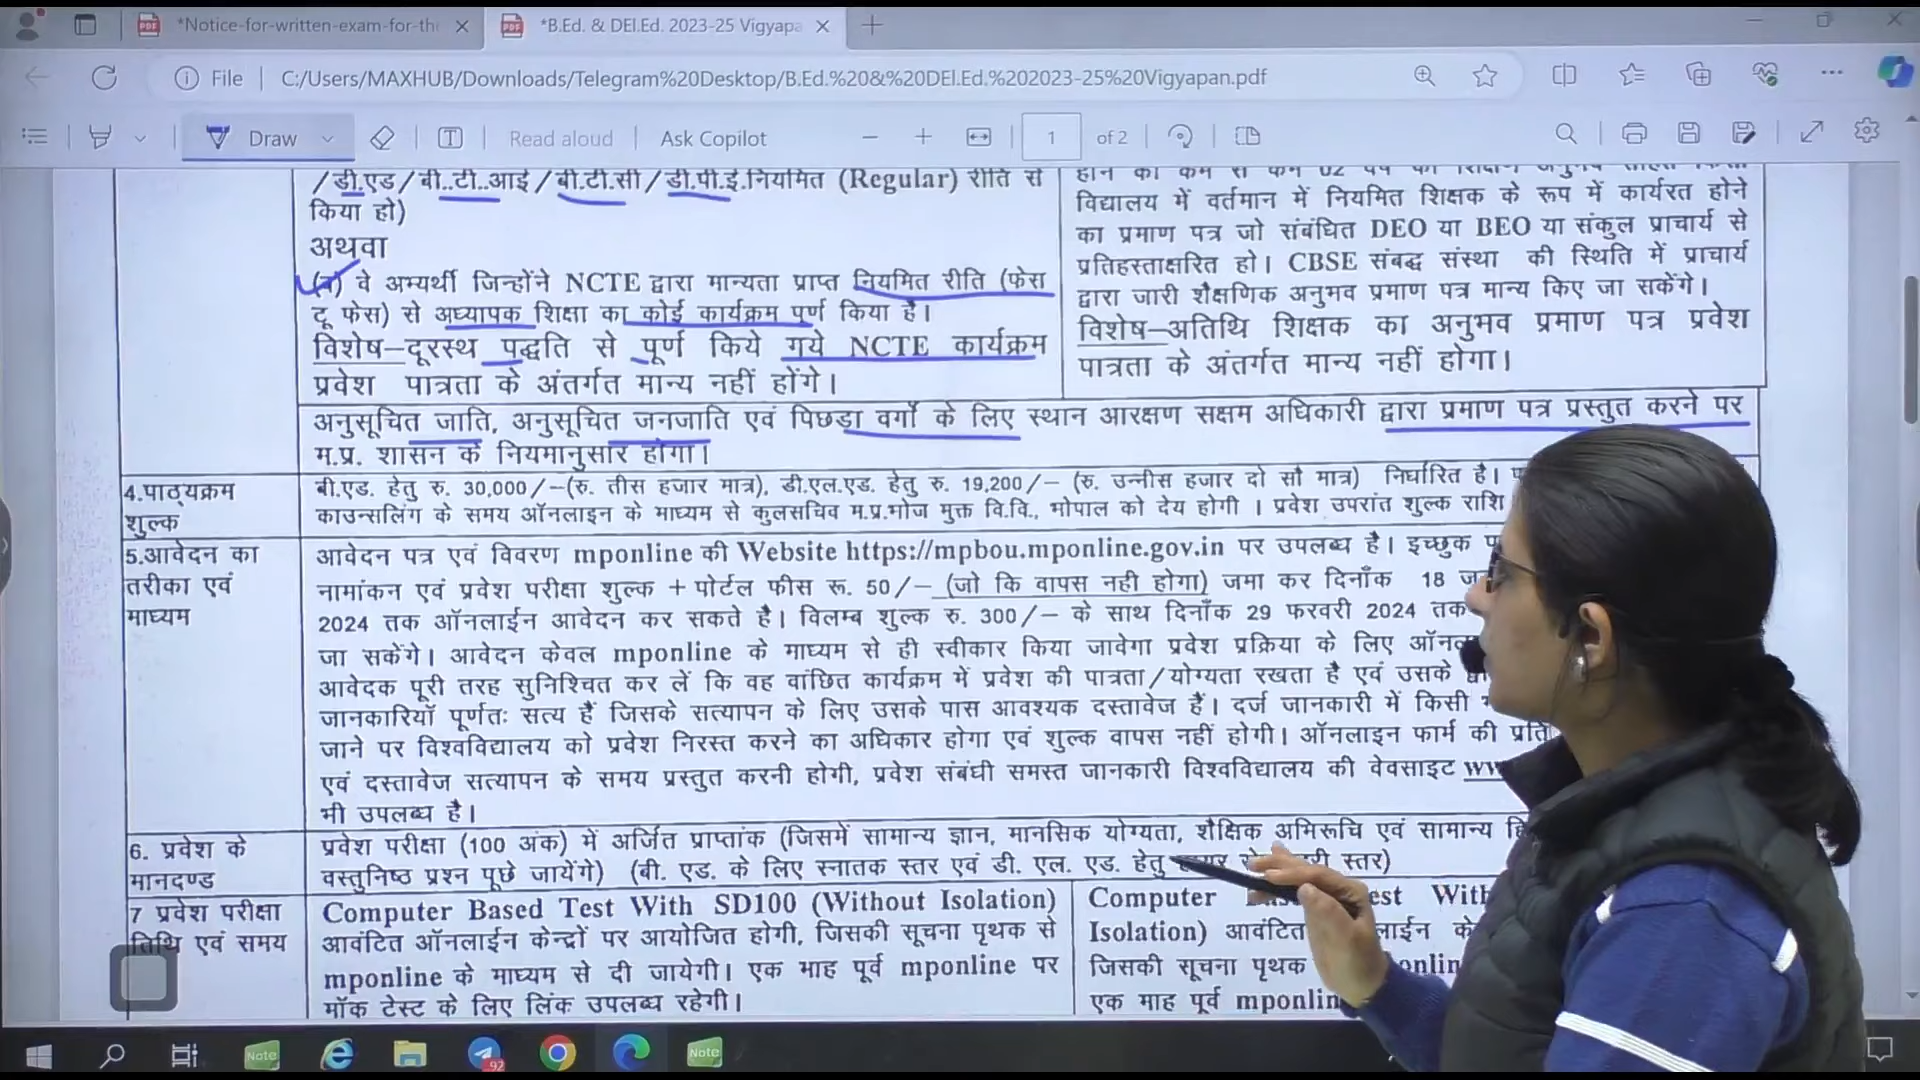 *Notice-for-written-exam-for-the
*B.Ed. & DEl.Ed. 2023-25 Vigyapa
File
C:/Users/MAXHUB/Downloads/Telegram%20Desktop/B.Ed.%20&%20DEl.Ed.%202023-25%20Vigyapan.pdf
Draw
Read aloud
Ask Copilot
1
of 2
/डी.एड/बी..टी..आई/बी.टी.सी/डी.पी.ई.नियमित (Regular) रीति से
किया हो)
अथवा
वे अभ्यर्थी जिन्होंने NCTE द्वारा मान्यता प्राप्त नियमित रीति (फेस
टू फेस) से अध्यापक शिक्षा का कोई कार्यक्रम पूर्ण किया है।
विशेष–दूरस्थ पद्धति से पूर्ण किये गये NCTE कार्यक्रम
प्रवेश पात्रता के अंतर्गत मान्य नहीं होंगे।
विद्यालय में वर्तमान में नियमित शिक्षक के रूप में कार्यरत होने
का प्रमाण पत्र जो संबंधित DEO या BEO या संकुल प्राचार्य से
प्रतिहस्ताक्षरित हो। CBSE संबद्ध संस्था की स्थिति में प्राचार्य
द्वारा जारी शैक्षणिक अनुभव प्रमाण पत्र मान्य किए जा सकेंगे।
विशेष–अतिथि शिक्षक का अनुभव प्रमाण पत्र प्रवेश
पात्रता के अंतर्गत मान्य नहीं होगा।
अनुसूचित जाति, अनुसूचित जनजाति एवं पिछड़ा वर्गो के लिए स्थान आरक्षण सक्षम अधिकारी द्वारा प्रमाण पत्र प्रस्तुत करने पर
म.प्र. शासन के नियमानुसार होगा।
4.पाठ्यक्रम
शुल्क
बी.एड. हेतु रु. 30,000/–(रु. तीस हजार मात्र), डी.एल.एड. हेतु रु. 19,200/– (रु. उन्नीस हजार दो सौ मात्र) निर्धारित है।
काउन्सलिंग के समय ऑनलाइन के माध्यम से कुलसचिव म.प्र.भोज मुक्त वि.वि., भोपाल को देय होगी । प्रवेश उपरांत शुल्क राशि
5.आवेदन का
तरीका एवं
माध्यम
आवेदन पत्र एवं विवरण mponline की Website https://mpbou.mponline.gov.in पर उपलब्ध है। इच्छुक
नामांकन एवं प्रवेश परीक्षा शुल्क + पोर्टल फीस रू. 50/– (जो कि वापस नही होगा) जमा कर दिनाँक 18
2024 तक ऑनलाईन आवेदन कर सकते है। विलम्ब शुल्क रु. 300/– के साथ दिनाँक 29 फरवरी 2024 तक
जा सकेंगे। आवेदन केवल mponline के माध्यम से ही स्वीकार किया जावेगा प्रवेश प्रक्रिया के लिए
आवेदक पूरी तरह सुनिश्चित कर लें कि वह वांछित कार्यक्रम में प्रवेश की पात्रता/योग्यता रखता है एवं उसके
जानकारियॉ पूर्णतः सत्य हैं जिसके सत्यापन के लिए उसके पास आवश्यक दस्तावेज हैं। दर्ज जानकारी में किसी
जाने पर विश्वविद्यालय को प्रवेश निरस्त करने का अधिकार होगा एवं शुल्क वापस नहीं होगी। ऑनलाइन फार्म की प्रति
एवं दस्तावेज सत्यापन के समय प्रस्तुत करनी होगी, प्रवेश संबंधी समस्त जानकारी विश्वविद्यालय की वेवसाइट
भी उपलब्ध है।
6. प्रवेश के
मानदण्ड
प्रवेश परीक्षा (100 अंक) में अर्जित प्राप्तांक (जिसमें सामान्य ज्ञान, मानसिक योग्यता, शैक्षिक अभिरूचि एवं सामान्य
वस्तुनिष्ठ प्रश्न पूछे जायेंगे) (बी. एड. के लिए स्नातक स्तर एवं डी. एल. एड. हेतु स्तर)
7 प्रवेश परीक्षा
तिथि एवं समय
Computer Based Test With SD100 (Without Isolation)
आवंटित ऑनलाईन केन्द्रों पर आयोजित होगी, जिसकी सूचना पृथक से
mponline के माध्यम से दी जायेगी। एक भाह पूर्व mponline पर
मॉक टेस्ट के लिए लिंक उपलब्ध रहेगी।
Computer
Isolation) आवंटित
जिसकी सूचना पृथक
एक माह पूर्व
Note
92
Note